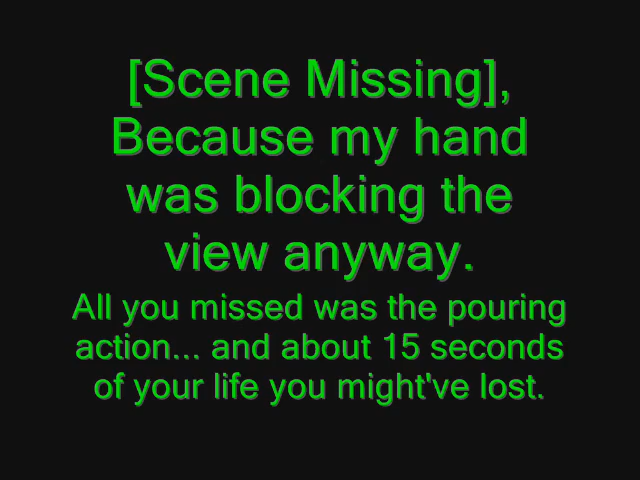 [Scene Missing],
Because my hand
was blocking the
view anyway.
All you missed was the pouring
action... and about 15 seconds
of your life you might've lost.